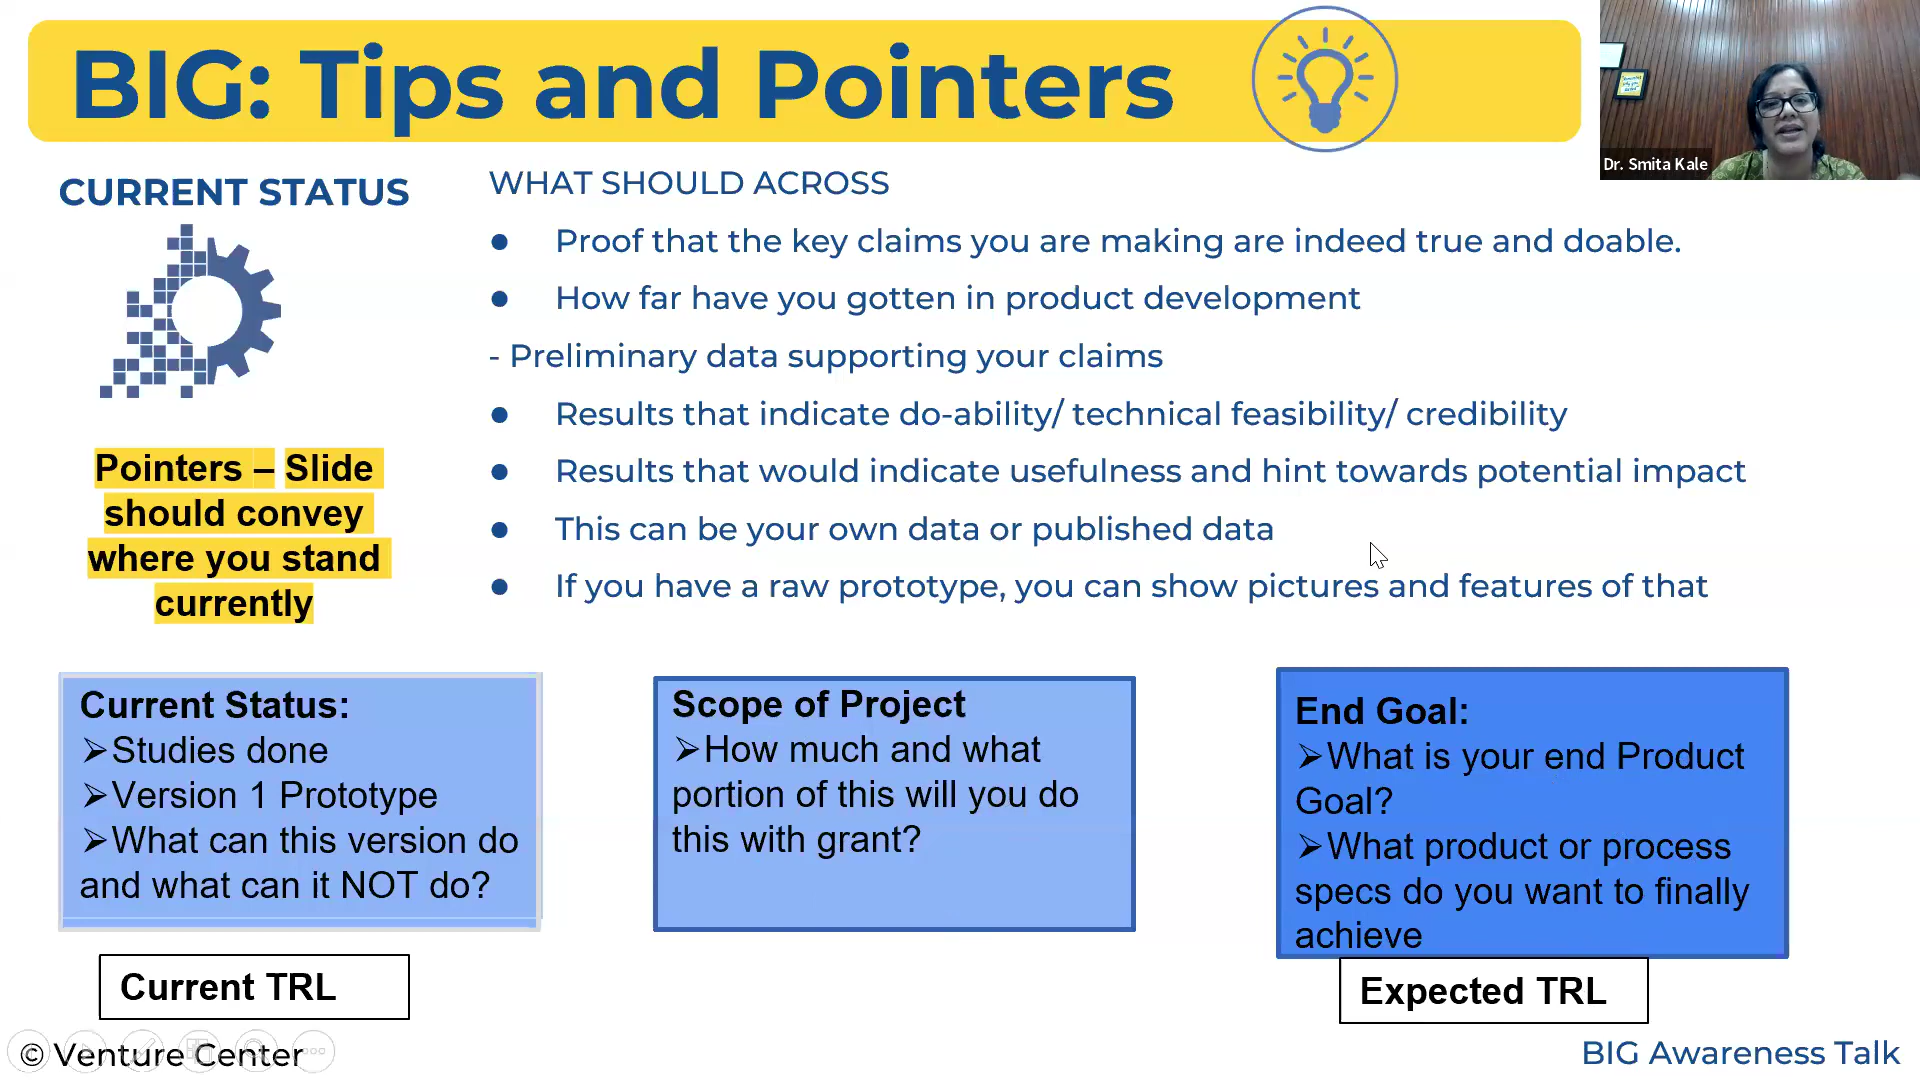 BIG: Tips and Pointers
Dr. Smita Kale
CURRENT STATUS
WHAT SHOULD ACROSS
● Proof that the key claims you are making are indeed true and doable.
● How far have you gotten in product development
- Preliminary data supporting your claims
● Results that indicate do-ability/ technical feasibility/ credibility
● Results that would indicate usefulness and hint towards potential impact
● This can be your own data or published data
● If you have a raw prototype, you can show pictures and features of that
Pointers – Slide
should convey
where you stand
currently
Current Status:
➢Studies done
➢Version 1 Prototype
➢What can this version do
and what can it NOT do?
Current TRL
Scope of Project
➢How much and what
portion of this will you do
this with grant?
End Goal:
➢What is your end Product
Goal?
➢What product or process
specs do you want to finally
achieve
Expected TRL
© Venture Center
BIG Awareness Talk